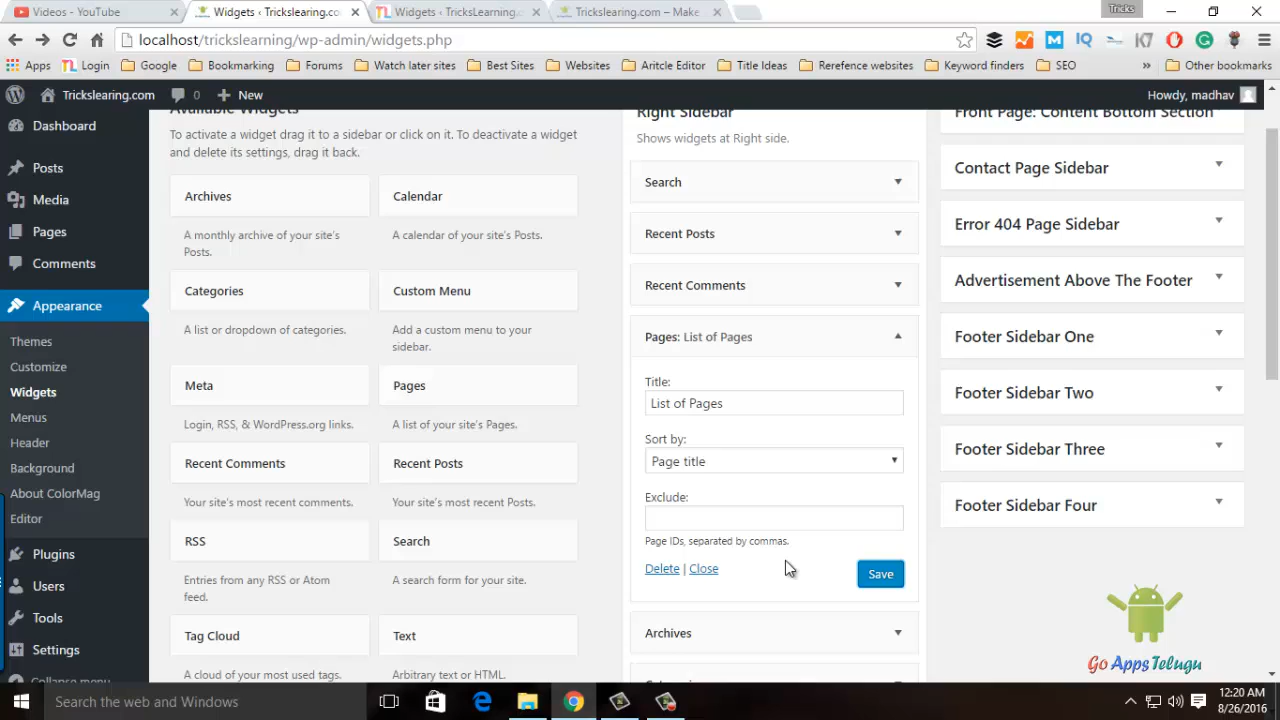 Videos - YouTube
Widgets ‹ Trickslearing.co
Widgets ‹ TricksLearning.C
Trickslearing.com – Make
Tricks
localhost/trickslearning/wp-admin/widgets.php
Apps
Login
Google
Bookmarking
Forums
Watch later sites
Best Sites
Websites
Aritcle Editor
Title Ideas
Rerefence websites
Keyword finders
SEO
»
Other bookmarks
Trickslearing.com
0
New
Howdy, madhav
Dashboard
Posts
Media
Pages
Comments
Appearance
Themes
Customize
Widgets
Menus
Header
Background
About ColorMag
Editor
Plugins
Users
Tools
Settings
Collapse menu
Available Widgets
To activate a widget drag it to a sidebar or click on it. To deactivate a widget
and delete its settings, drag it back.
Archives
A monthly archive of your site's
Posts.
Calendar
A calendar of your site's Posts.
Categories
A list or dropdown of categories.
Custom Menu
Add a custom menu to your
sidebar.
Meta
Login, RSS, & WordPress.org links.
Pages
A list of your site's Pages.
Recent Comments
Your site's most recent comments.
Recent Posts
Your site's most recent Posts.
RSS
Entries from any RSS or Atom
feed.
Search
A search form for your site.
Tag Cloud
A cloud of your most used tags.
Text
Arbitrary text or HTML.
Right Sidebar
Shows widgets at Right side.
Search
Recent Posts
Recent Comments
Pages: List of Pages
Title:
List of Pages
Sort by:
Page title
Exclude:
Page IDs, separated by commas.
Delete | Close
Save
Archives
Front Page: Content Bottom Section
Contact Page Sidebar
Error 404 Page Sidebar
Advertisement Above The Footer
Footer Sidebar One
Footer Sidebar Two
Footer Sidebar Three
Footer Sidebar Four
Go Apps Telugu
Search the web and Windows
12:20 AM
8/26/2016